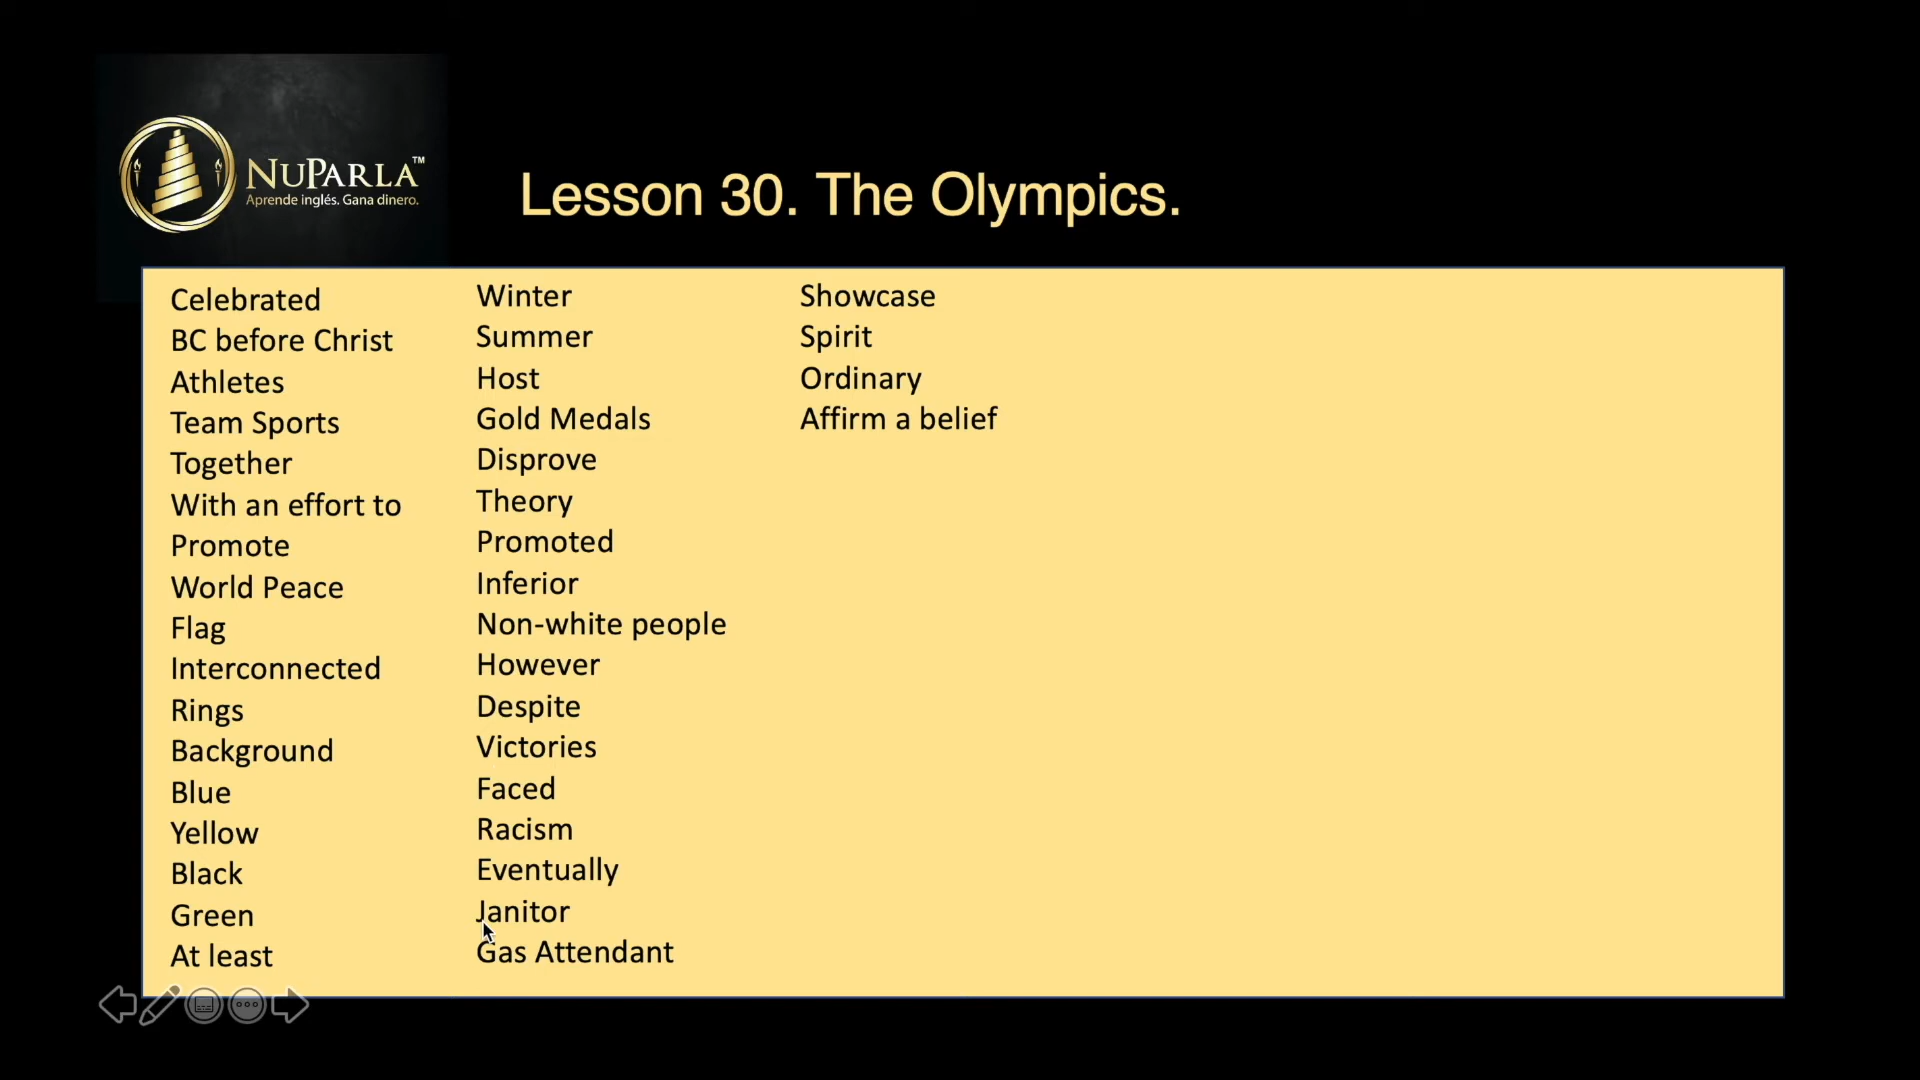 NUPARLA™
Aprende inglés. Gana dinero.
Lesson 30. The Olympics.
Celebrated
BC before Christ
Athletes
Team Sports
Together
With an effort to
Promote
World Peace
Flag
Interconnected
Rings
Background
Blue
Yellow
Black
Green
At least
Winter
Summer
Host
Gold Medals
Disprove
Theory
Promoted
Inferior
Non-white people
However
Despite
Victories
Faced
Racism
Eventually
Janitor
Gas Attendant
Showcase
Spirit
Ordinary
Affirm a belief